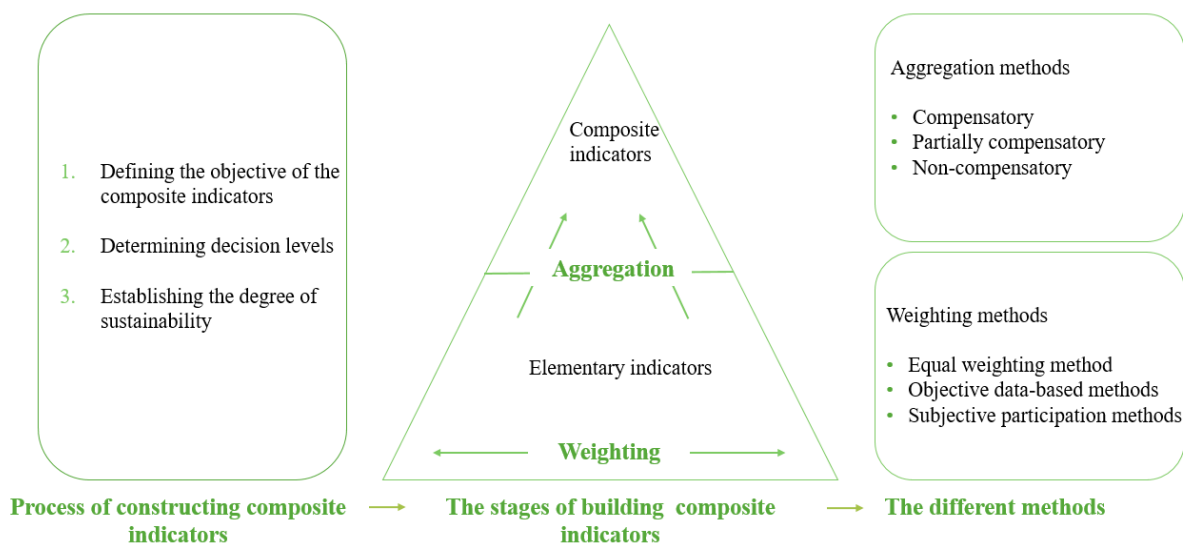 1. Defining the objective of the
composite indicators
2. Determining decision levels
3. Establishing the degree of
sustainability
Process of constructing composite
indicators
Composite
indicators
Aggregation
Elementary indicators
Weighting
The stages of building composite
indicators
Aggregation methods
• Compensatory
• Partially compensatory
• Non-compensatory
Weighting methods
• Equal weighting method
• Objective data-based methods
• Subjective participation methods
The different methods